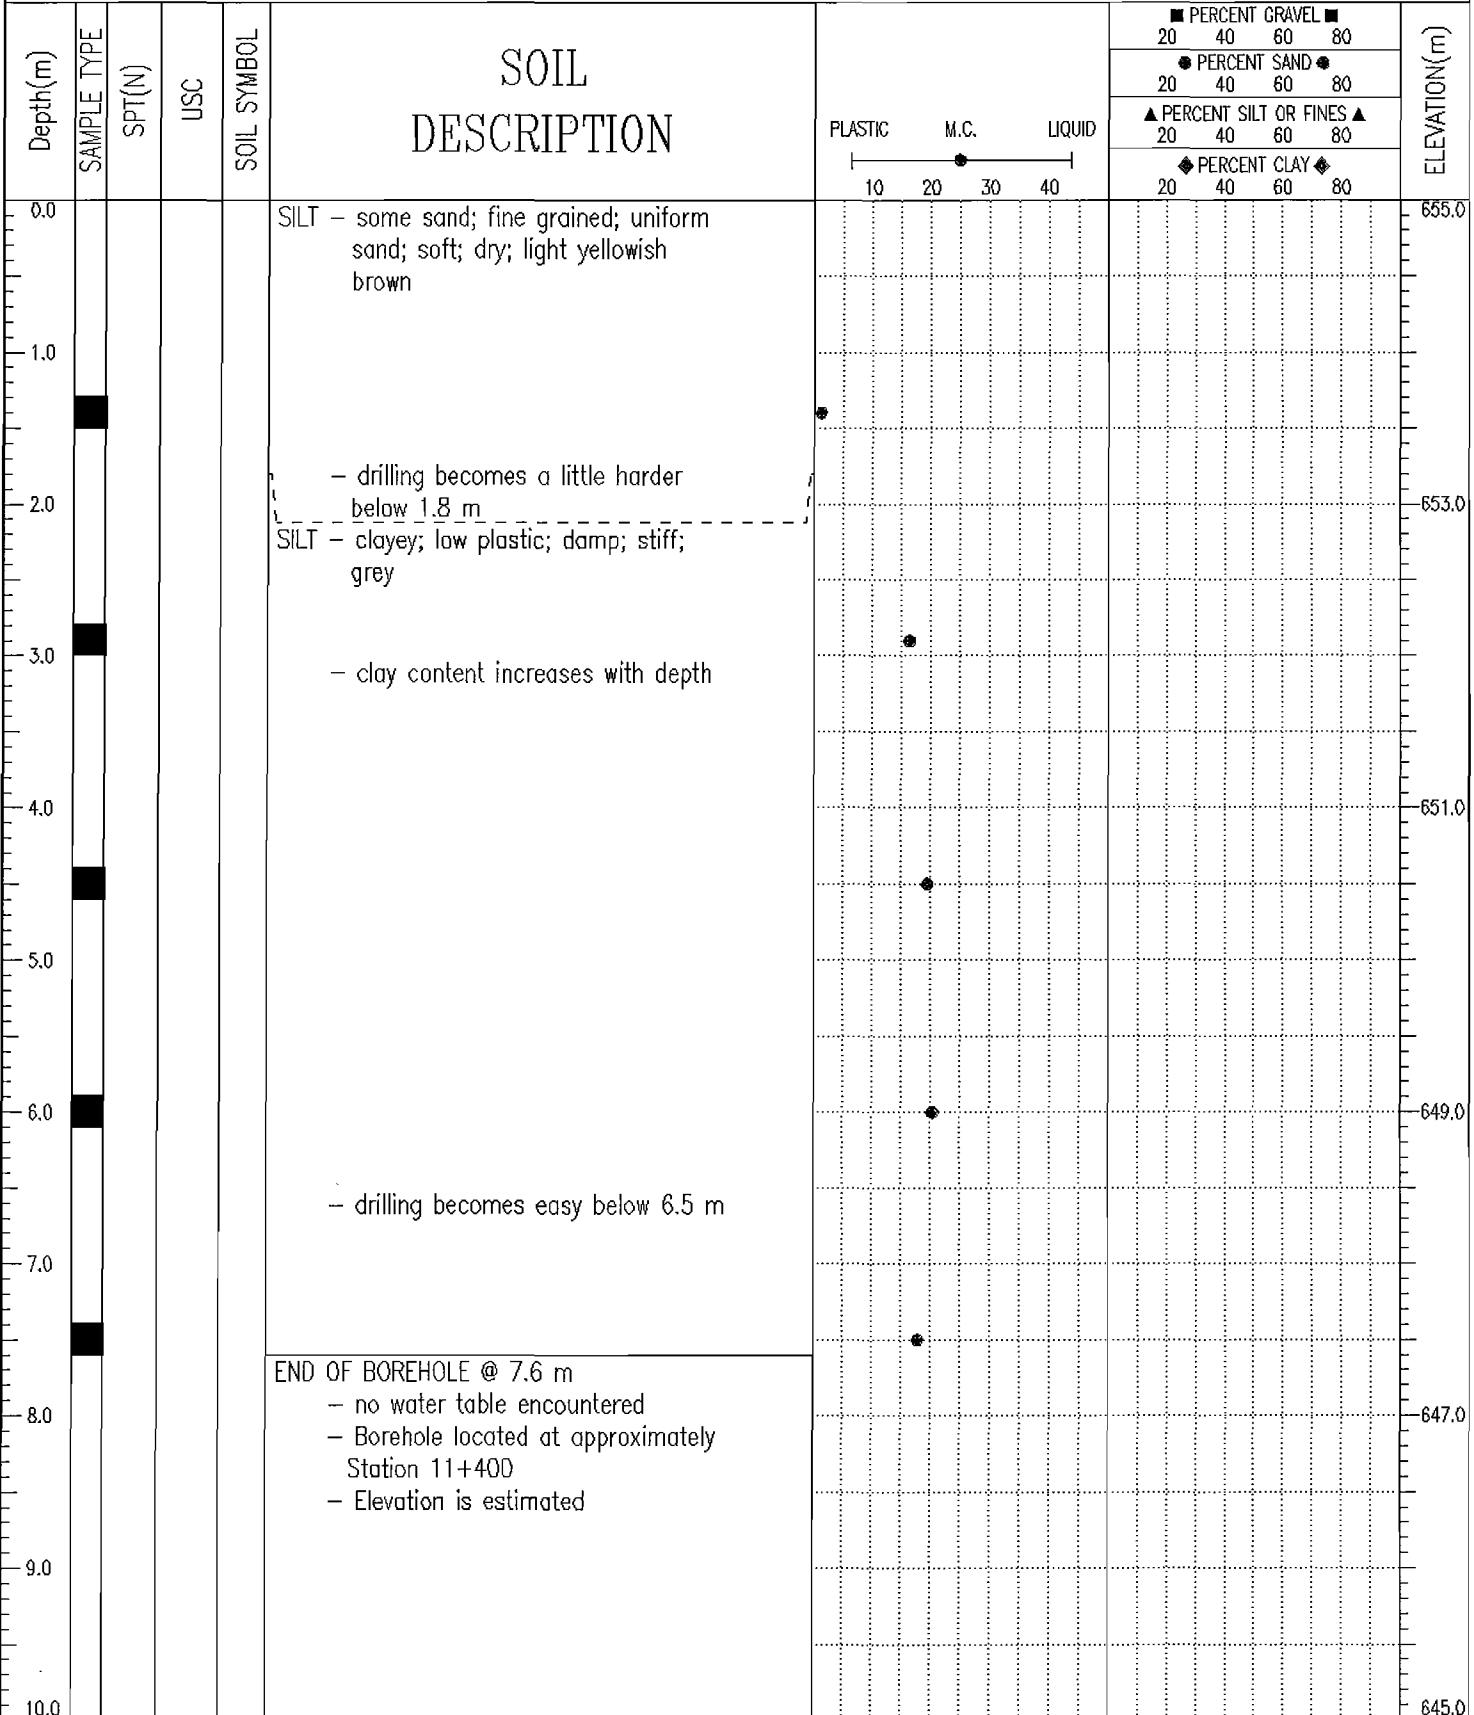 Depth(m)
SAMPLE TYPE
SPT(N)
USC
SOIL SYMBOL
SOIL
DESCRIPTION
PLASTIC M.C. LIQUID
10 20 30 40
■ PERCENT GRAVEL ■
20 40 60 80
● PERCENT SAND ●
20 40 60 80
▲ PERCENT SILT OR FINES ▲
20 40 60 80
◆ PERCENT CLAY ◆
20 40 60 80
ELEVATION(m)
0.0
655.0
SILT – some sand; fine grained; uniform
sand; soft; dry; light yellowish
brown
1.0
– drilling becomes a little harder
below 1.8 m
2.0
653.0
SILT – clayey; low plastic; damp; stiff;
grey
3.0
– clay content increases with depth
4.0
651.0
5.0
6.0
649.0
– drilling becomes easy below 6.5 m
7.0
END OF BOREHOLE @ 7.6 m
– no water table encountered
8.0
647.0
– Borehole located at approximately
Station 11+400
– Elevation is estimated
9.0
10.0
645.0